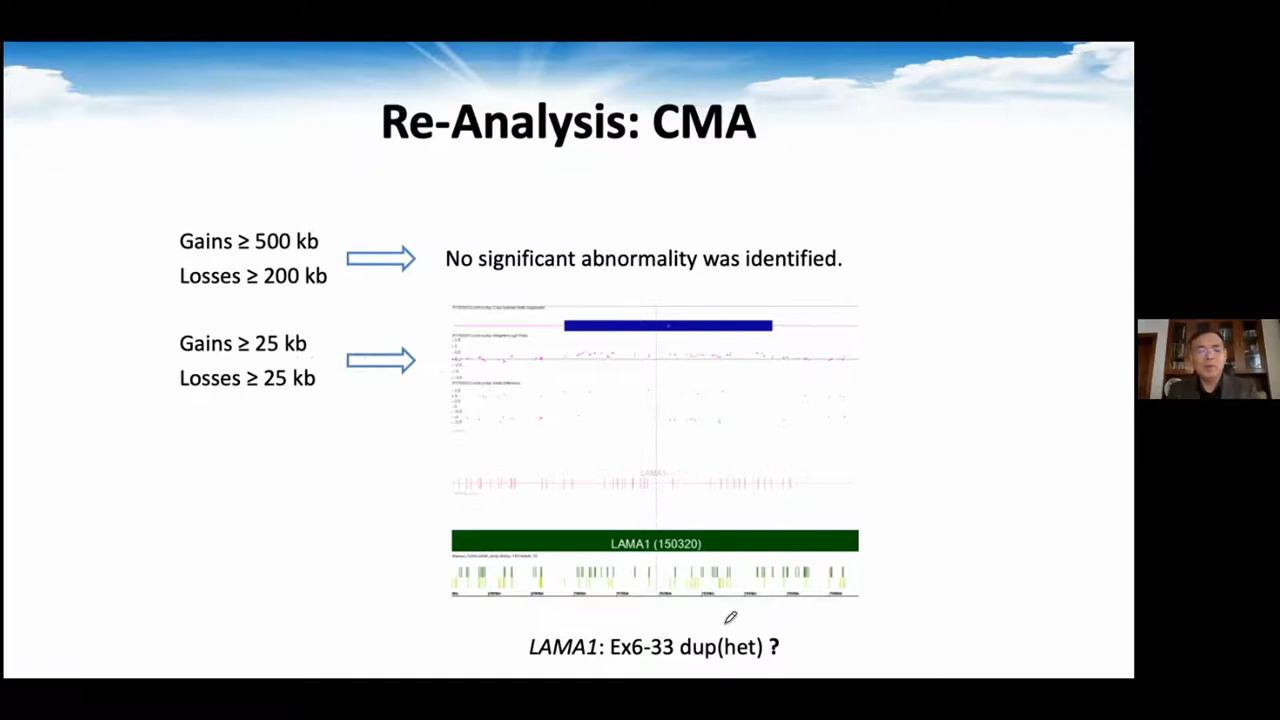 Re-Analysis: CMA
Gains ≥ 500 kb
Losses ≥ 200 kb
No significant abnormality was identified.
Gains ≥ 25 kb
Losses ≥ 25 kb
LAMA1
LAMA1 (150320)
LAMA1: Ex6-33 dup(het) ?